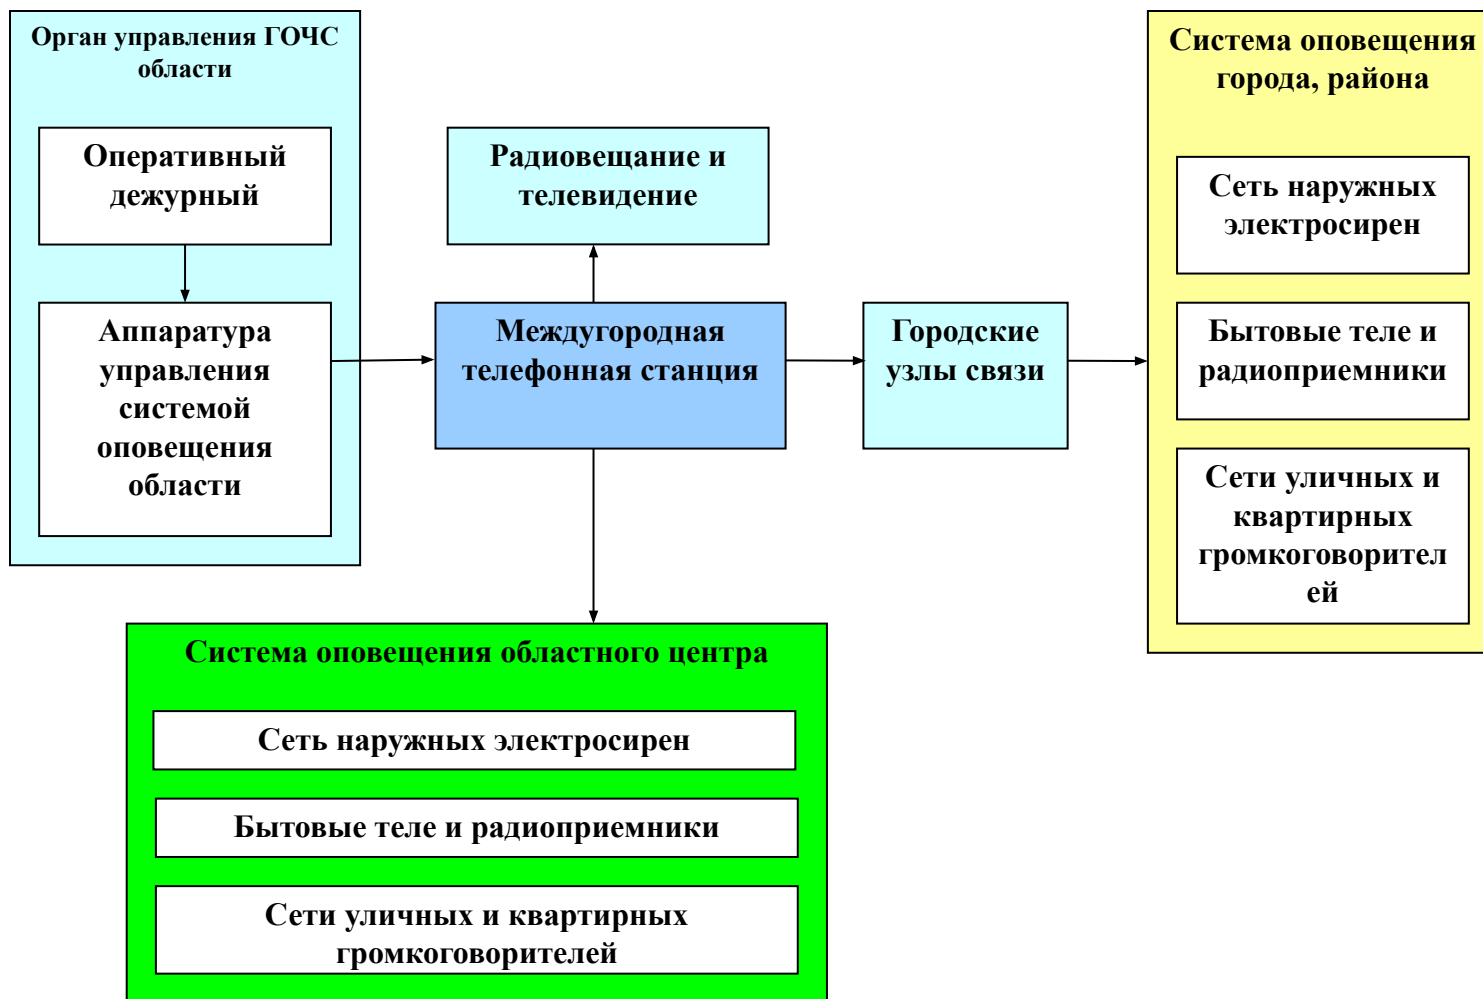 Орган управления ГОЧС
области
Оперативный
дежурный
Аппаратура
управления
системой
оповещения
области
Радиовещание и
телевидение
Междугородная
телефонная станция
Городские
узлы связи
Система оповещения
города, района
Сеть наружных
электросирен
Бытовые теле и
радиоприемники
Сети уличных и
квартирных
громкоговорител
ей
Система оповещения областного центра
Сеть наружных электросирен
Бытовые теле и радиоприемники
Сети уличных и квартирных
громкоговорителей